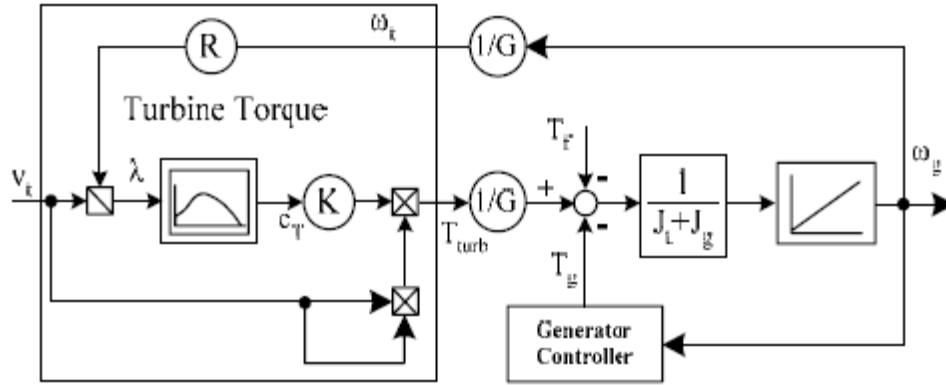 R
ω_t
1/G
Turbine Torque
v_t
λ
c_T
K
T_turb
1/G
+
T_f
-
-
T_g
1
J_t+J_g
ω_g
Generator
Controller